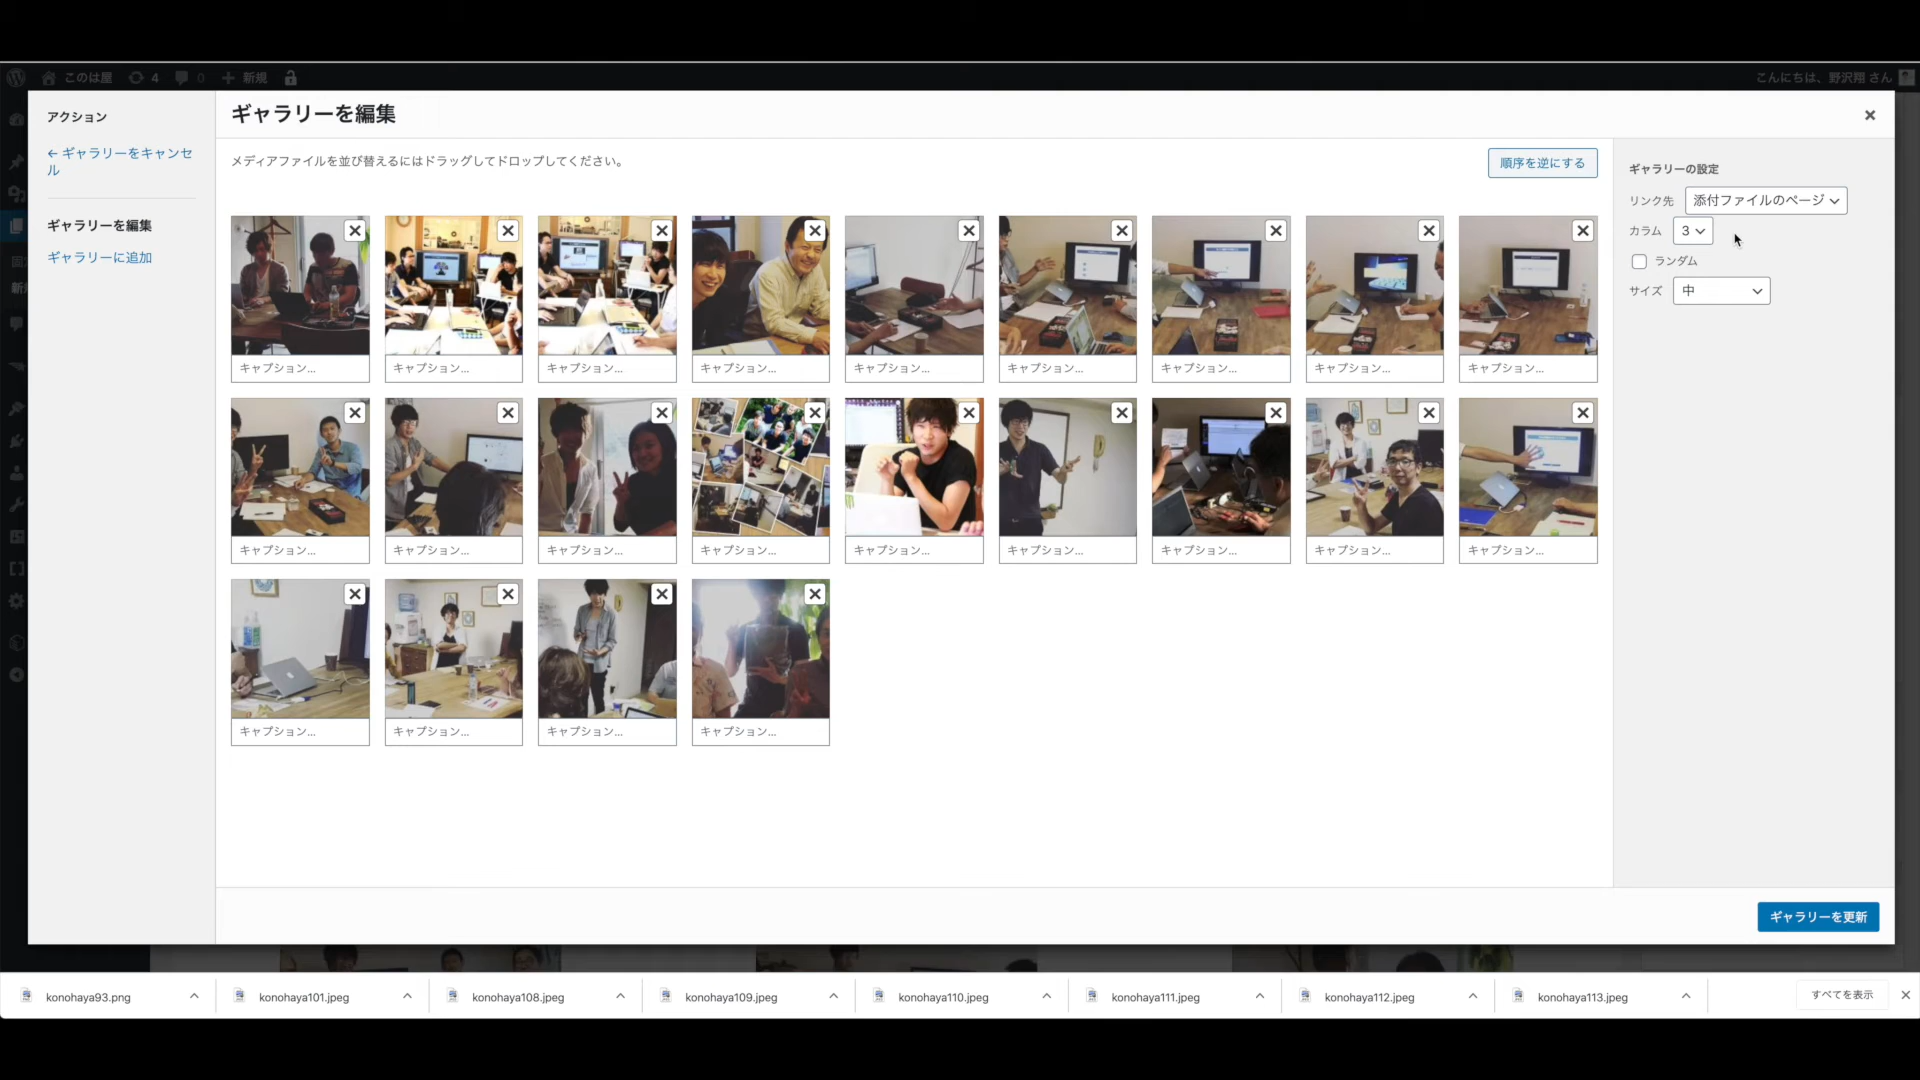 このは屋 4 0 新規
こんにちは、野沢翔 さん
アクション
← ギャラリーをキャンセ
ル
ギャラリーを編集
ギャラリーに追加
ギャラリーを編集
メディアファイルを並び替えるにはドラッグしてドロップしてください。
順序を逆にする
キャプション... キャプション... キャプション... キャプション... キャプション... キャプション... キャプション... キャプション... キャプション...
キャプション... キャプション... キャプション... キャプション... キャプション... キャプション... キャプション... キャプション... キャプション...
キャプション... キャプション... キャプション... キャプション...
ギャラリーの設定
リンク先 添付ファイルのページ
カラム 3
ランダム
サイズ 中
ギャラリーを更新
konohaya93.png konohaya101.jpeg konohaya108.jpeg konohaya109.jpeg konohaya110.jpeg konohaya111.jpeg konohaya112.jpeg konohaya113.jpeg すべてを表示